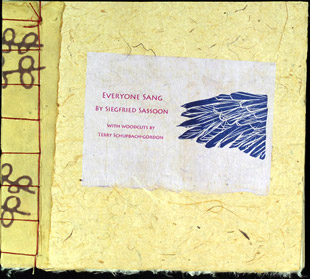 EVERYONE SANG
BY SIEGFRIED SASSOON
WITH WOODCUTS BY
TERRY SCHUPBACH-GORDON